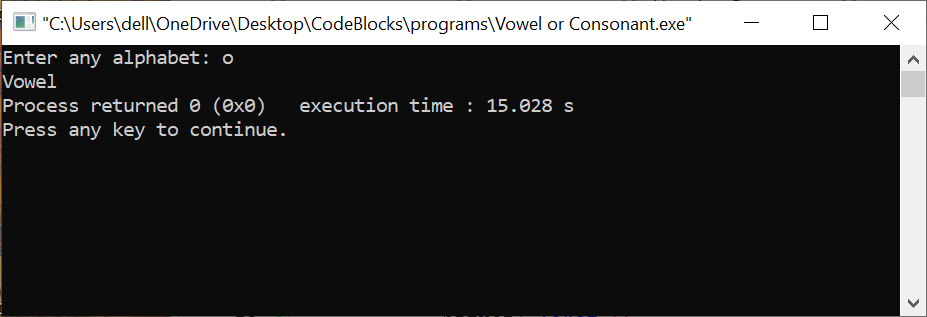 "C:\Users\dell\OneDrive\Desktop\CodeBlocks\programs\Vowel or Consonant.exe"
Enter any alphabet: o
Vowel
Process returned 0 (0x0)   execution time : 15.028 s
Press any key to continue.